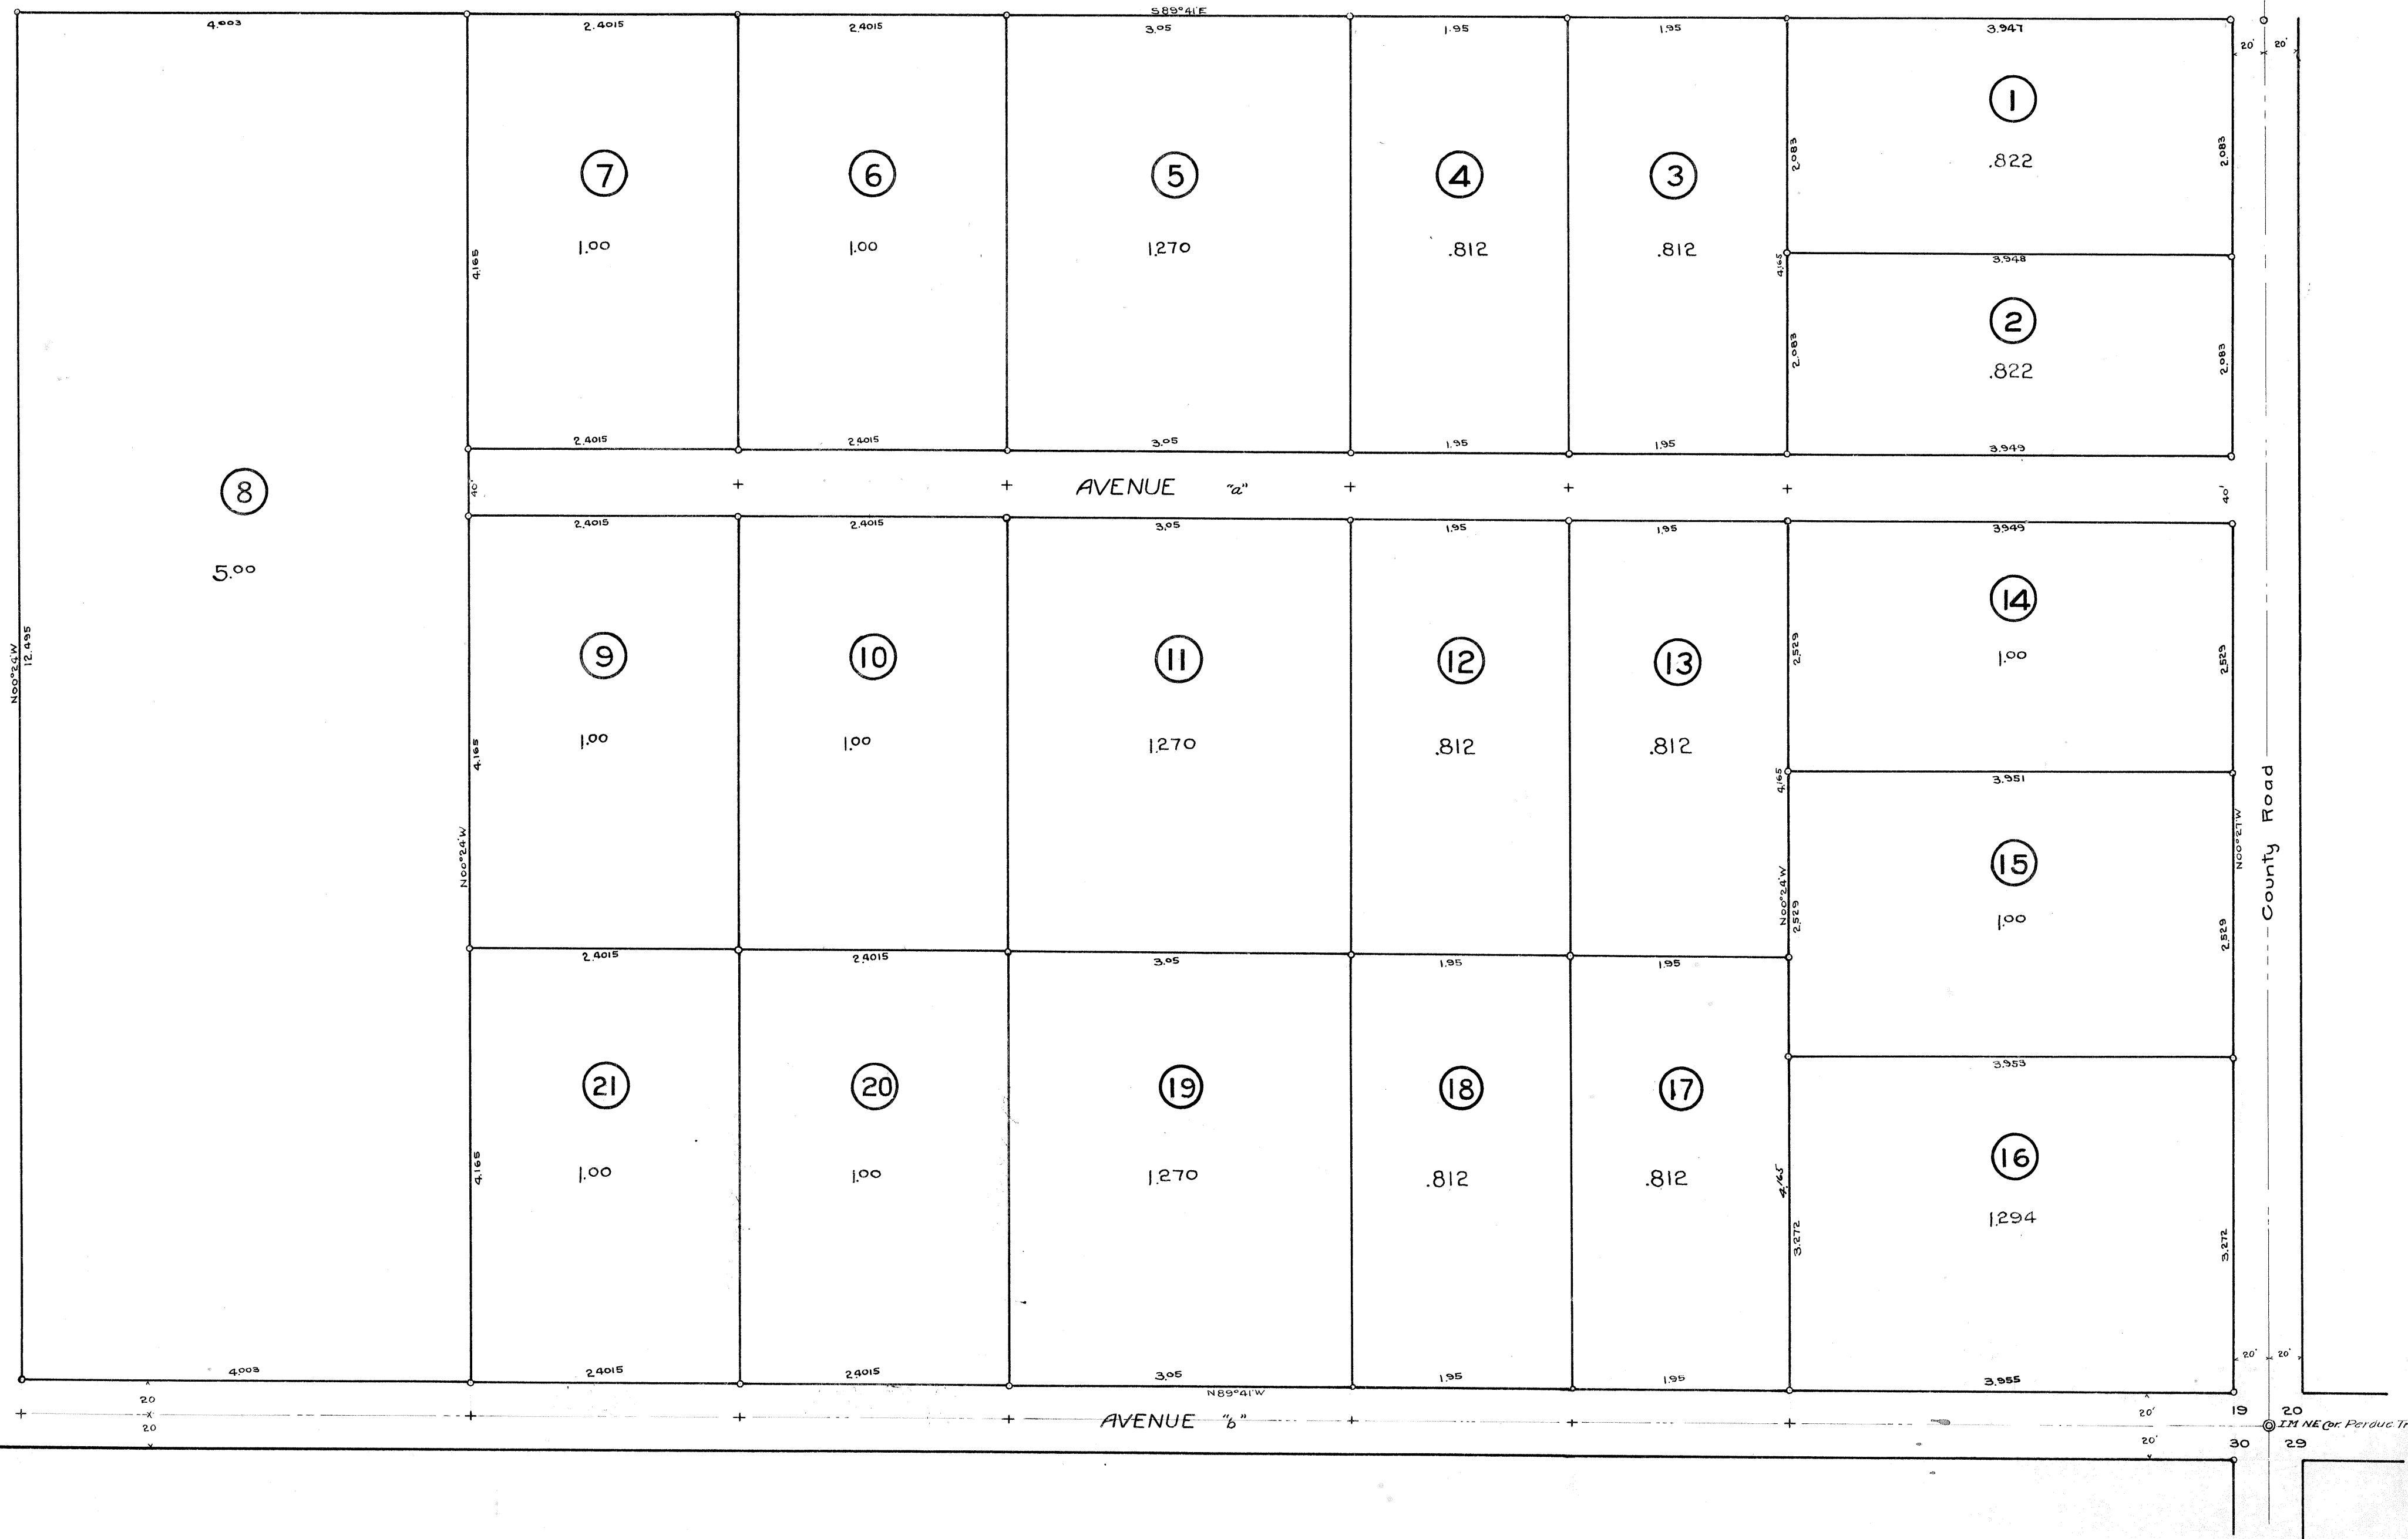 S89°41'E
4.003 2.4015 2.4015 3.05 1.95 1.95 3.947
20' 20'
1
.822
2.083 2.083
7 6 5 4 3
1.00 1.00 1.270 .812 .812
4.165 4.165
3.948
2
.822
2.083 2.083
2.4015 2.4015 3.05 1.95 1.95 3.949
8
5.00
40' AVENUE "a" 40'
2.4015 2.4015 3.05 1.95 1.95 3.949
14
1.00
2.529 2.529
N00°24'W
12.495
9 10 11 12 13
1.00 1.00 1.270 .812 .812
4.165 4.165
3.951
County Road
N00°24'W N00°24'W N00°27'W
15
1.00
2.529 2.529
2.4015 2.4015 3.05 1.95 1.95
3.953
21 20 19 18 17
1.00 1.00 1.270 .812 .812
4.165 4.165
16
1.294
3.272 3.272
20' 20'
4.003 2.4015 2.4015 3.05 1.95 1.95 3.955
N89°41'W
20 20'
AVENUE "b"
20 20'
19 20
IM NE Cor. Perduc Tr
30 29